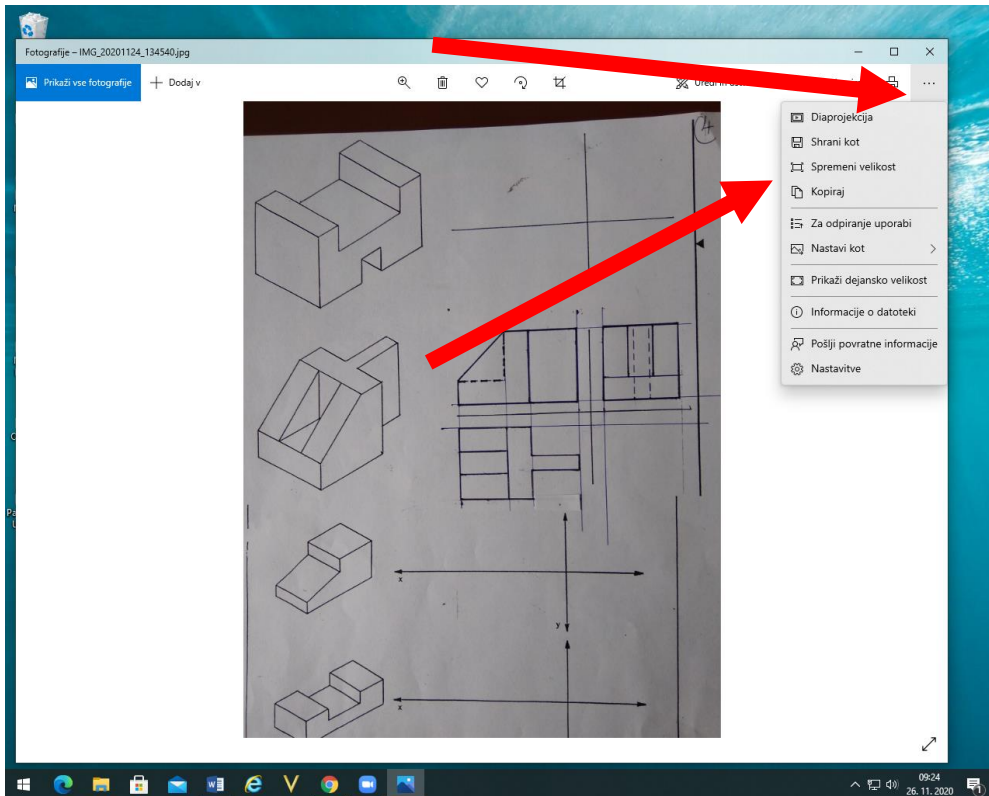 Fotografije – IMG_20201124_134540.jpg
Prikaži vse fotografije
Dodaj v
Diaprojekcija
Shrani kot
Spremeni velikost
Kopiraj
Za odpiranje uporabi
Nastavi kot
Prikaži dejansko velikost
Informacije o datoteki
Pošlji povratne informacije
Nastavitve
4
x
y
x
09:24
26. 11. 2020